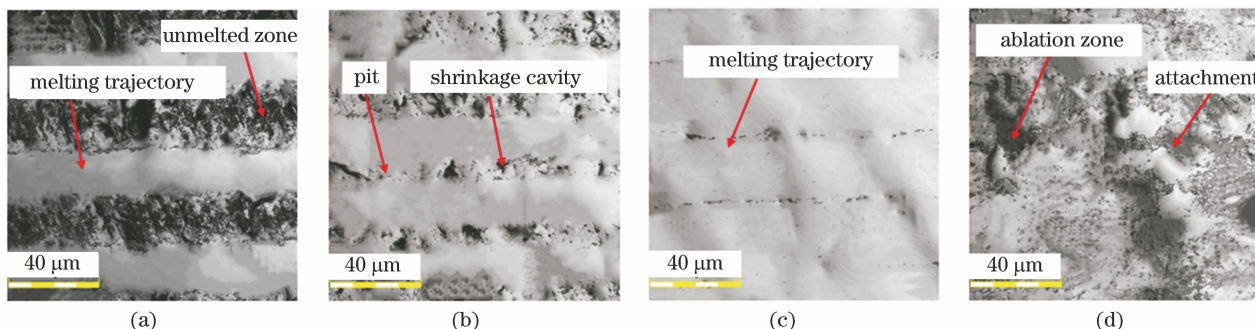 unmelted zone
melting trajectory
40 μm
(a)
pit
shrinkage cavity
40 μm
(b)
melting trajectory
40 μm
(c)
ablation zone
attachment
40 μm
(d)